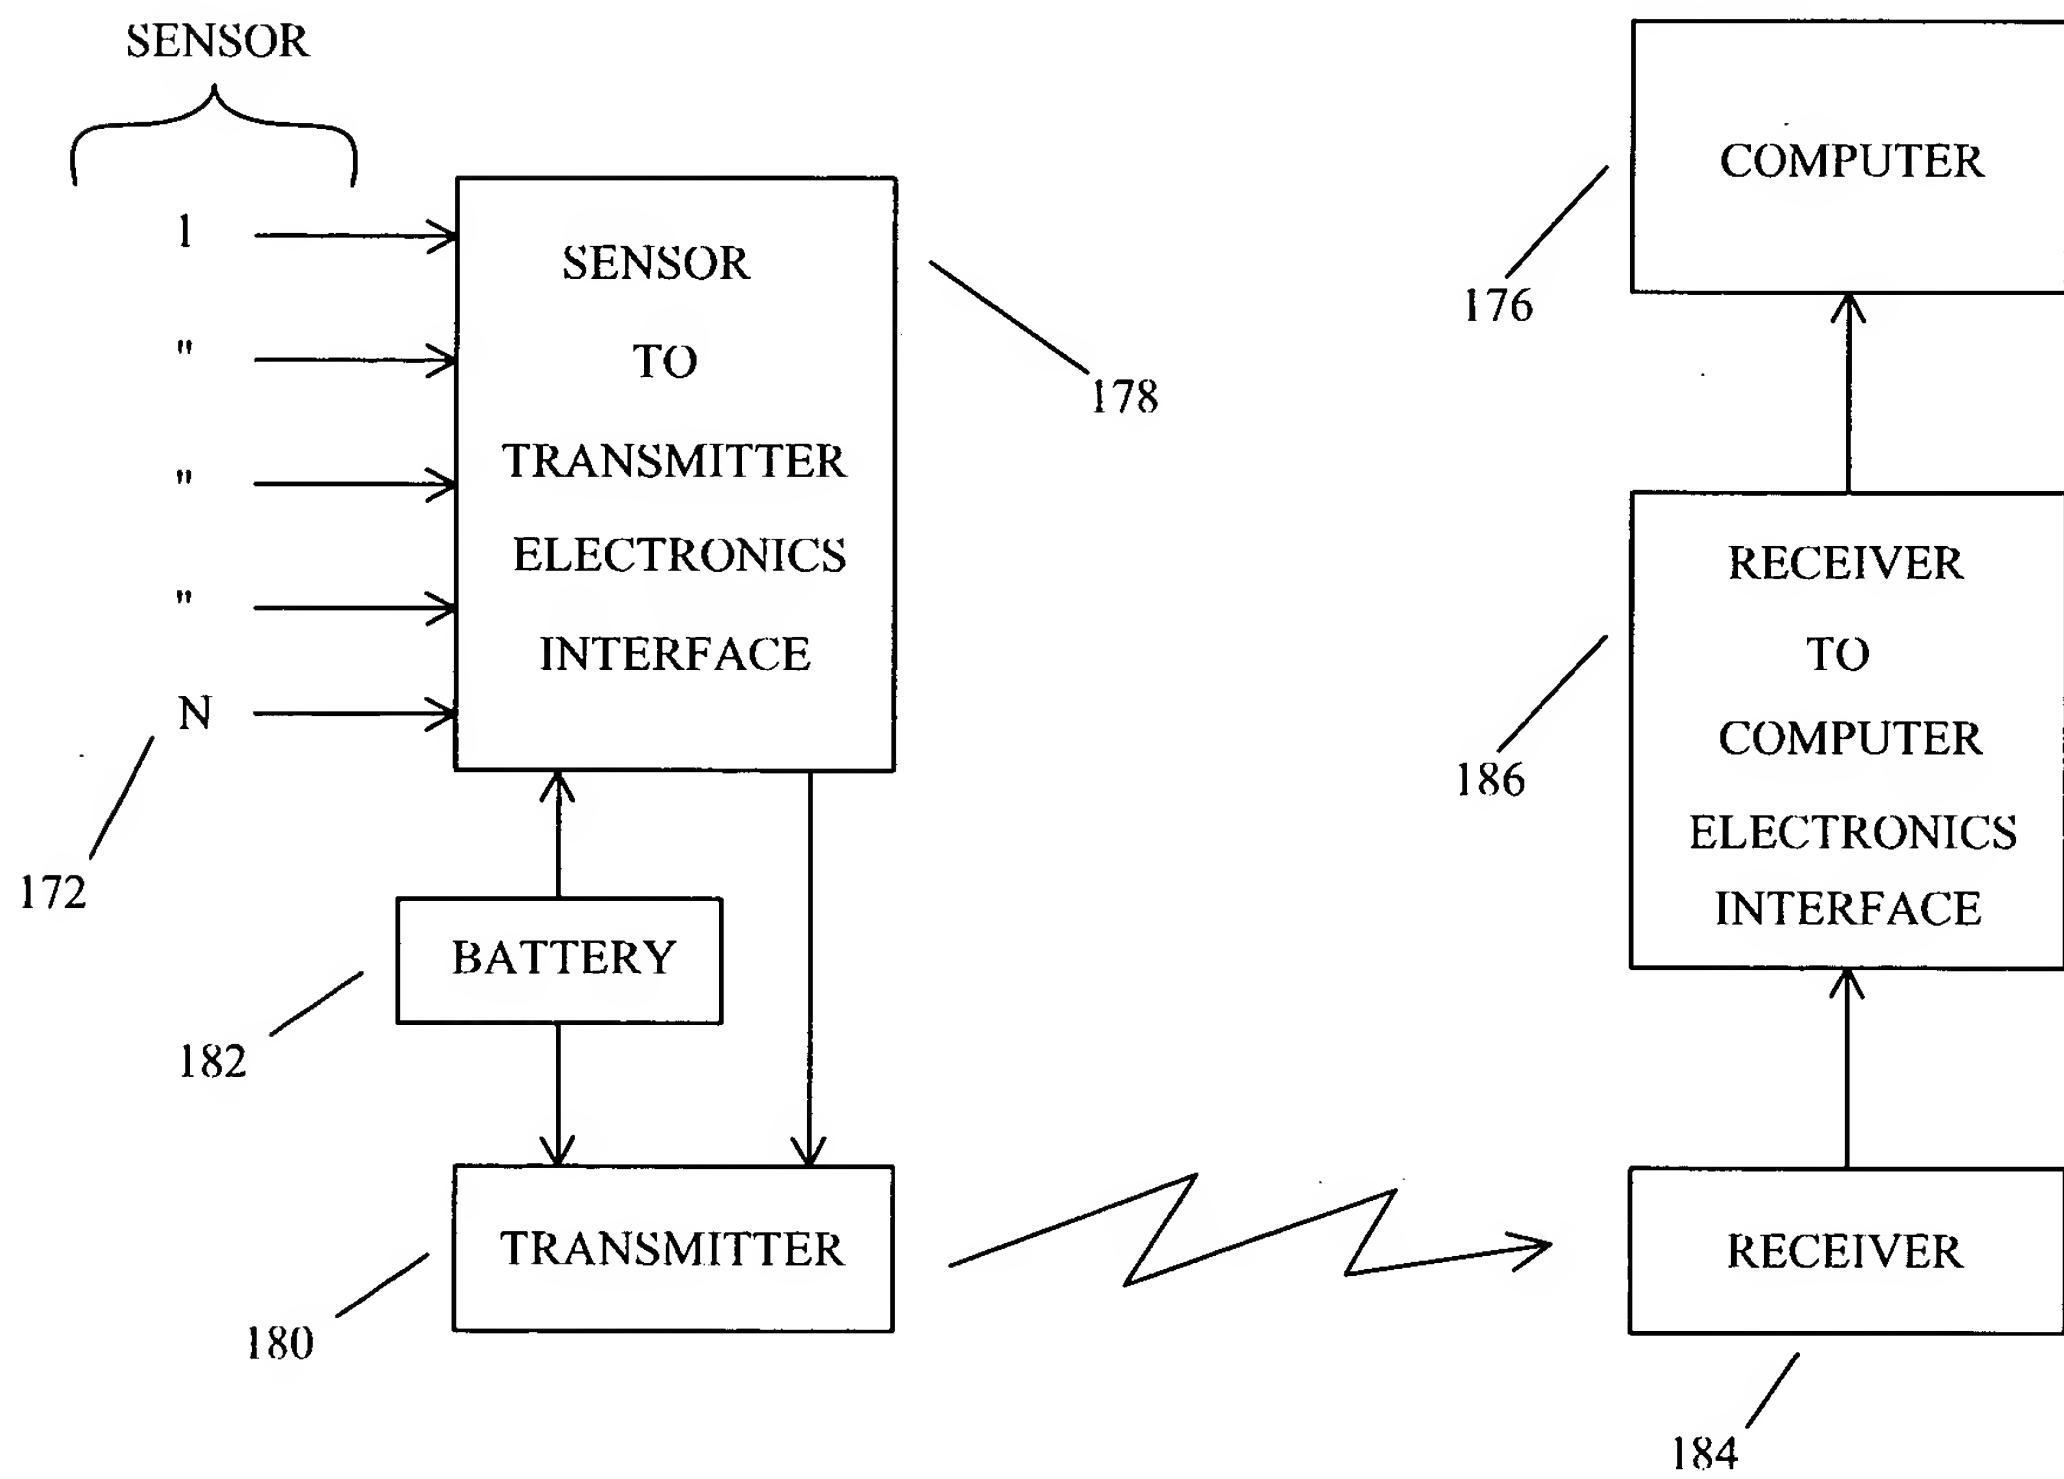 SENSOR
1
"
"
"
N
172
SENSOR
TO
TRANSMITTER
ELECTRONICS
INTERFACE
178
BATTERY
182
TRANSMITTER
180
COMPUTER
176
RECEIVER
TO
COMPUTER
ELECTRONICS
INTERFACE
186
RECEIVER
184